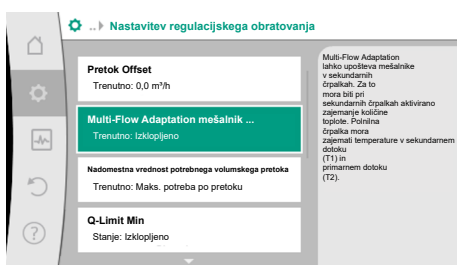 .. Nastavitev regulacijskega obratovanja
Pretok Offset
Trenutno: 0,0 m³/h
Multi-Flow Adaptation mešalnik ...
Trenutno: Izklopljeno
Nadomestna vrednost potrebnega volumskega pretoka
Trenutno: Maks. potreba po pretoku
Q-Limit Min
Stanje: Izklopljeno
Multi-Flow Adaptation
lahko upošteva mešalnike
v sekundarnih
črpalkah. Za to
mora biti pri
sekundarnih črpalkah aktivirano
zajemanje količine
toplote. Polnilna
črpalka mora
zajemati temperature v sekundarnem
dotoku
(T1) in
primarnem dotoku
(T2).
?